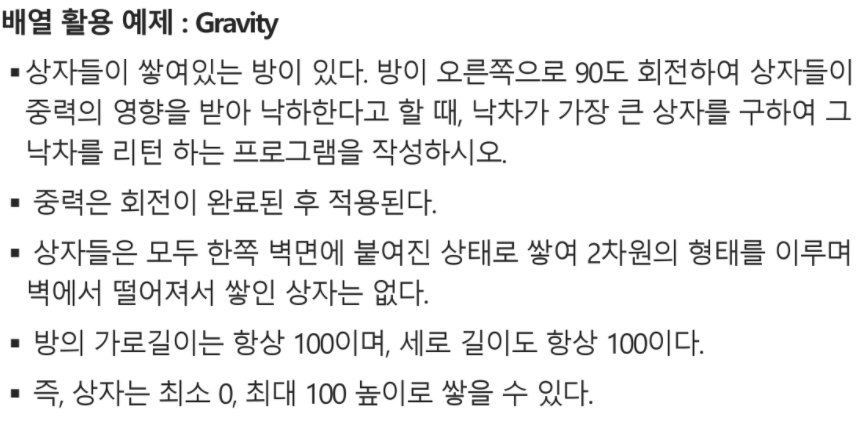 배열 활용 예제 : Gravity
▪ 상자들이 쌓여있는 방이 있다. 방이 오른쪽으로 90도 회전하여 상자들이
중력의 영향을 받아 낙하한다고 할 때, 낙차가 가장 큰 상자를 구하여 그
낙차를 리턴 하는 프로그램을 작성하시오.
▪ 중력은 회전이 완료된 후 적용된다.
▪ 상자들은 모두 한쪽 벽면에 붙여진 상태로 쌓여 2차원의 형태를 이루며
벽에서 떨어져서 쌓인 상자는 없다.
▪ 방의 가로길이는 항상 100이며, 세로 길이도 항상 100이다.
▪ 즉, 상자는 최소 0, 최대 100 높이로 쌓을 수 있다.